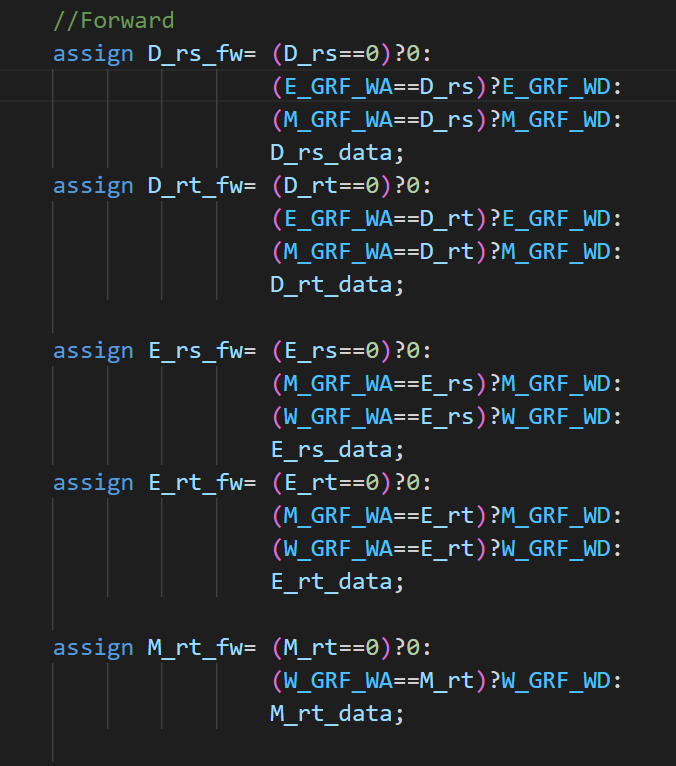 //Forward
assign D_rs_fw= (D_rs==0)?0:
(E_GRF_WA==D_rs)?E_GRF_WD:
(M_GRF_WA==D_rs)?M_GRF_WD:
D_rs_data;
assign D_rt_fw= (D_rt==0)?0:
(E_GRF_WA==D_rt)?E_GRF_WD:
(M_GRF_WA==D_rt)?M_GRF_WD:
D_rt_data;
assign E_rs_fw= (E_rs==0)?0:
(M_GRF_WA==E_rs)?M_GRF_WD:
(W_GRF_WA==E_rs)?W_GRF_WD:
E_rs_data;
assign E_rt_fw= (E_rt==0)?0:
(M_GRF_WA==E_rt)?M_GRF_WD:
(W_GRF_WA==E_rt)?W_GRF_WD:
E_rt_data;
assign M_rt_fw= (M_rt==0)?0:
(W_GRF_WA==M_rt)?W_GRF_WD:
M_rt_data;